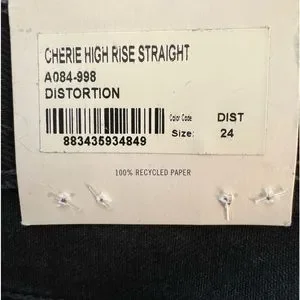 CHERIE HIGH RISE STRAIGHT
A084-998
DISTORTION
Color Code: DIST
Size: 24
883435934849
100% RECYCLED PAPER